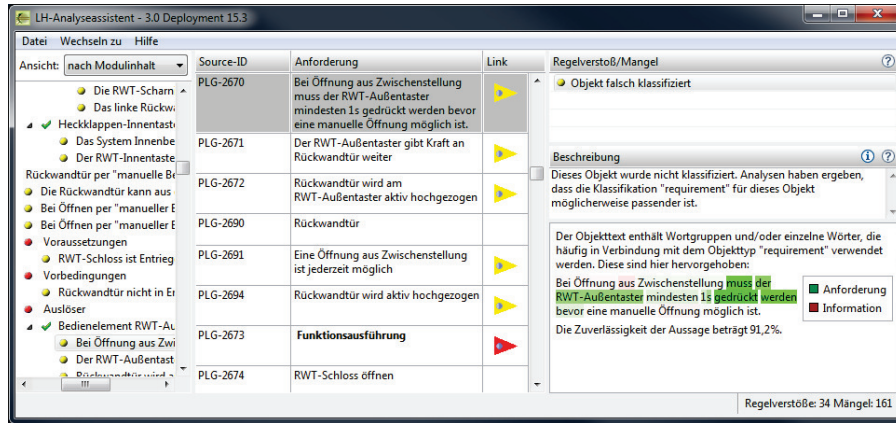 LH-Analyseassistent - 3.0 Deployment 15.3
Datei Wechseln zu Hilfe
Ansicht: nach Modulinhalt
Die RWT-Scharn
Das linke Rückwa
Heckklappen-Innentast
Das System Innenbe
Der RWT-Innentaste
Rückwandtür per "manuelle Be
Die Rückwandtür kann aus
Bei Öffnen per "manueller E
Bei Öffnen per "manueller E
Voraussetzungen
RWT-Schloss ist Entrieg
Vorbedingungen
Rückwandtür nicht in Er
Auslöser
Bedienelement RWT-Au
Bei Öffnung aus Zwi
Der RWT-Außentast
Rückwandtür wird a
Source-ID Anforderung Link
PLG-2670 Bei Öffnung aus Zwischenstellung
muss der RWT-Außentaster
mindesten 1s gedrückt werden bevor
eine manuelle Öffnung möglich ist.
PLG-2671 Der RWT-Außentaster gibt Kraft an
Rückwandtür weiter
PLG-2672 Rückwandtür wird am
RWT-Außentaster aktiv hochgezogen
PLG-2690 Rückwandtür
PLG-2691 Eine Öffnung aus Zwischenstellung
ist jederzeit möglich
PLG-2694 Rückwandtür wird aktiv hochgezogen
PLG-2673 Funktionsausführung
PLG-2674 RWT-Schloss öffnen
Regelverstoß/Mangel
Objekt falsch klassifiziert
Beschreibung
Dieses Objekt wurde nicht klassifiziert. Analysen haben ergeben,
dass die Klassifikation "requirement" für dieses Objekt
möglicherweise passender ist.
Der Objekttext enthält Wortgruppen und/oder einzelne Wörter, die
häufig in Verbindung mit dem Objekttyp "requirement" verwendet
werden. Diese sind hier hervorgehoben:
Bei Öffnung aus Zwischenstellung muss der
RWT-Außentaster mindesten 1s gedrückt werden
bevor eine manuelle Öffnung möglich ist.
Die Zuverlässigkeit der Aussage beträgt 91,2%.
Anforderung
Information
Regelverstöße: 34 Mängel: 161